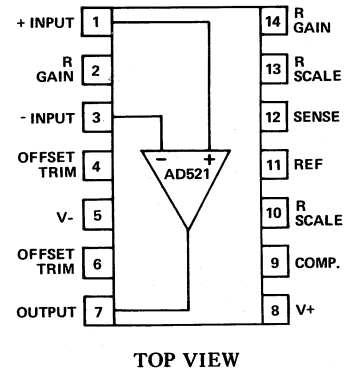 + INPUT 1
R
GAIN 2
- INPUT 3
OFFSET
TRIM 4
V- 5
OFFSET
TRIM 6
OUTPUT 7
- +
AD521
14 R
GAIN
13 R
SCALE
12 SENSE
11 REF
10 R
SCALE
9 COMP.
8 V+
TOP VIEW